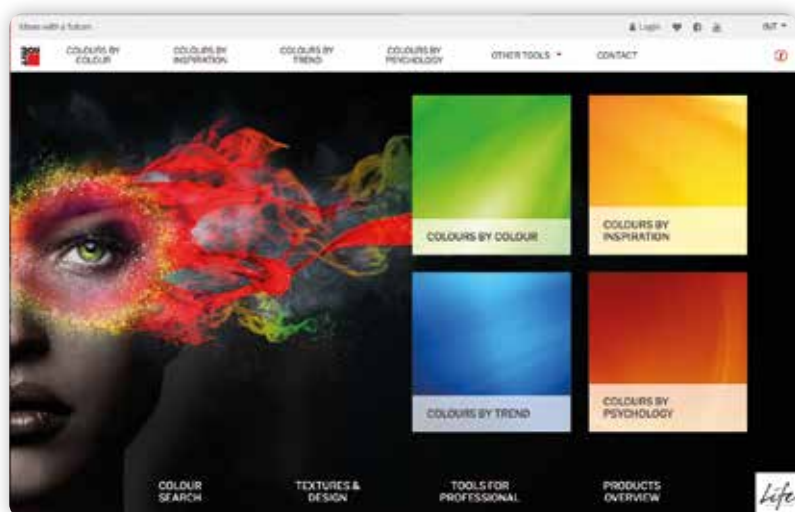 Ideas with a future
Login
INT
COLOURS BY
COLOUR
COLOURS BY
INSPIRATION
COLOURS BY
TREND
COLOURS BY
PSYCHOLOGY
OTHER TOOLS
CONTACT
COLOURS BY COLOUR
COLOURS BY
INSPIRATION
COLOURS BY TREND
COLOURS BY
PSYCHOLOGY
COLOUR
SEARCH
TEXTURES &
DESIGN
TOOLS FOR
PROFESSIONAL
PRODUCTS
OVERVIEW
Life